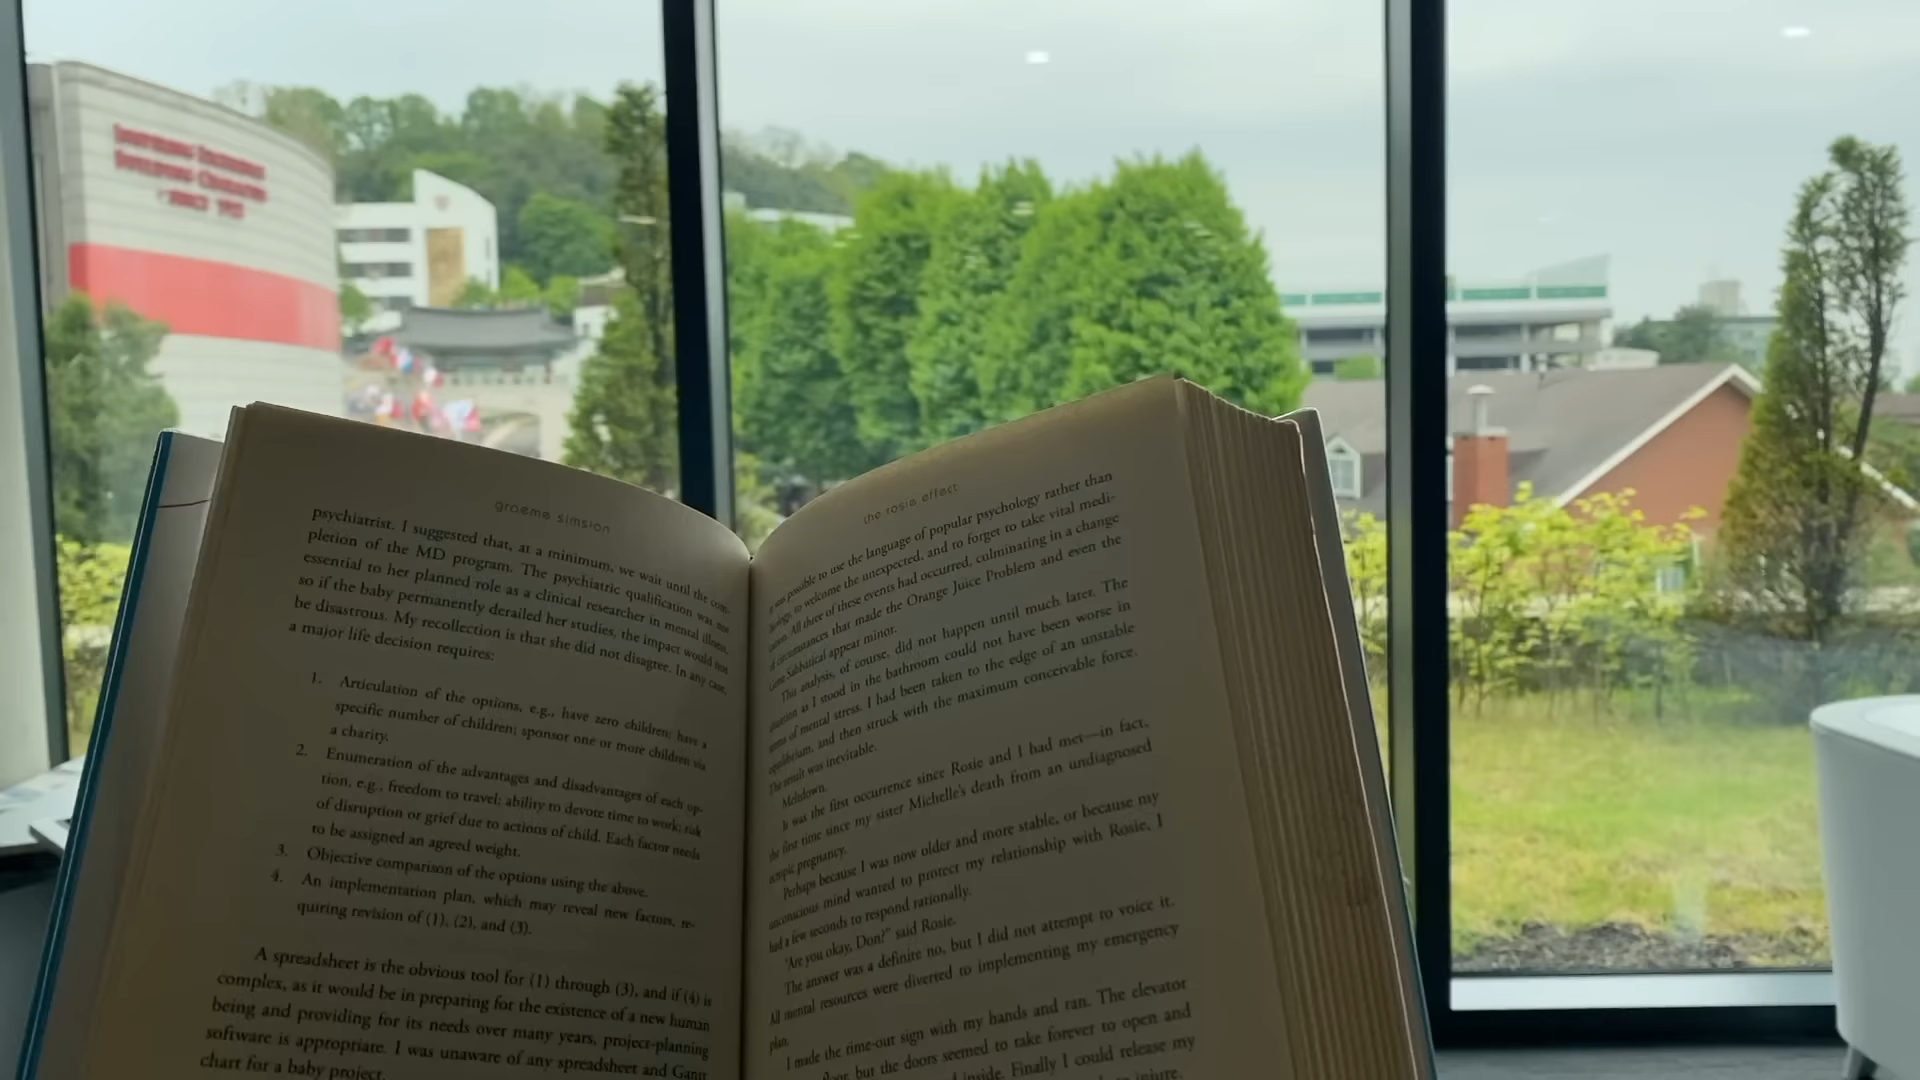 graeme simsion
psychiatrist. I suggested that, at a minimum, we wait until the com-
pletion of the MD program. The psychiatric qualification was not
essential to her planned role as a clinical researcher in mental illness,
so if the baby permanently derailed her studies, the impact would not
be disastrous. My recollection is that she did not disagree. In any case,
a major life decision requires:
1. Articulation of the options, e.g., have zero children; have a
specific number of children; sponsor one or more children via
a charity.
2. Enumeration of the advantages and disadvantages of each op-
tion, e.g., freedom to travel; ability to devote time to work; risk
of disruption or grief due to actions of child. Each factor needs
to be assigned an agreed weight.
3. Objective comparison of the options using the above.
4. An implementation plan, which may reveal new factors, re-
quiring revision of (1), (2), and (3).
A spreadsheet is the obvious tool for (1) through (3), and if (4) is
complex, as it would be in preparing for the existence of a new human
being and providing for its needs over many years, project-planning
software is appropriate. I was unaware of any spreadsheet and Gantt
chart for a baby project.
the rosie effect
was possible to use the language of popular psychology rather than
to welcome the unexpected, and to forget to take vital medi-
cation. All three of these events had occurred, culminating in a change
of circumstances that made the Orange Juice Problem and even the
Game Sabbatical appear minor.
This analysis, of course, did not happen until much later. The
situation as I stood in the bathroom could not have been worse in
terms of mental stress. I had been taken to the edge of an unstable
equilibrium, and then struck with the maximum conceivable force.
The result was inevitable.
Meltdown.
It was the first occurrence since Rosie and I had met—in fact,
the first time since my sister Michelle's death from an undiagnosed
ectopic pregnancy.
Perhaps because I was now older and more stable, or because my
unconscious mind wanted to protect my relationship with Rosie, I
had a few seconds to respond rationally.
"Are you okay, Don?" said Rosie.
The answer was a definite no, but I did not attempt to voice it.
All mental resources were diverted to implementing my emergency
plan.
I made the time-out sign with my hands and ran. The elevator
floor, but the doors seemed to take forever to open and
inside. Finally I could release my
injure.